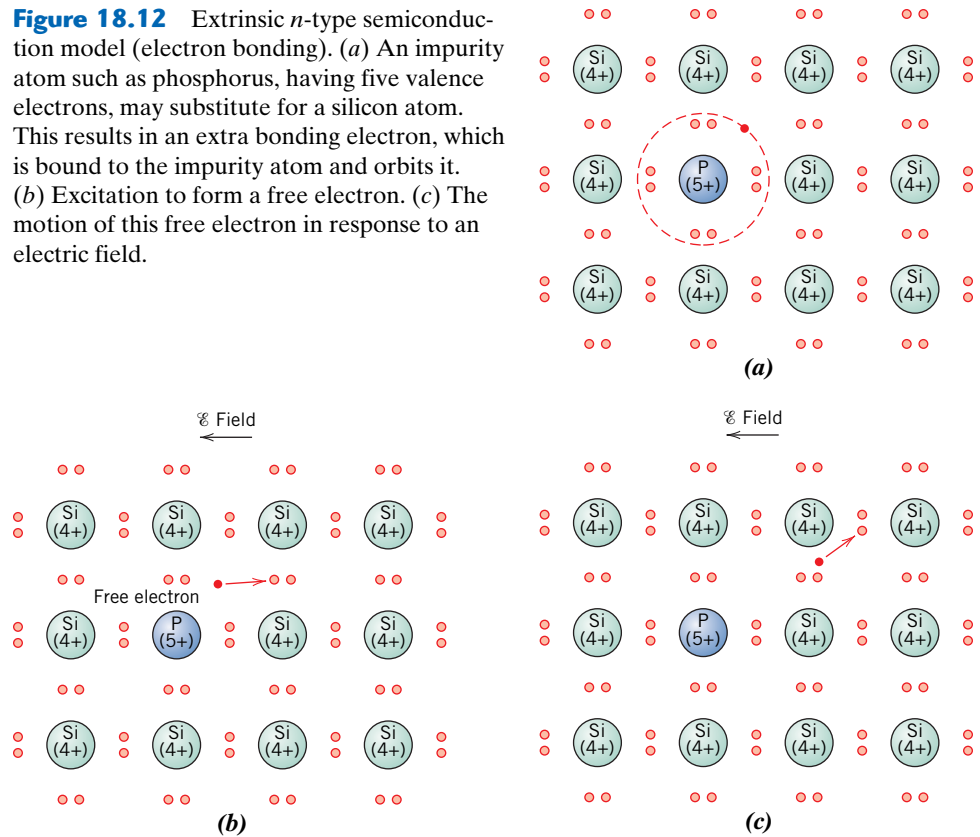 Figure 18.12 Extrinsic n-type semiconduc-
tion model (electron bonding). (a) An impurity
atom such as phosphorus, having five valence
electrons, may substitute for a silicon atom.
This results in an extra bonding electron, which
is bound to the impurity atom and orbits it.
(b) Excitation to form a free electron. (c) The
motion of this free electron in response to an
electric field.
Si Si Si Si
(4+) (4+) (4+) (4+)
Si P Si Si
(4+) (5+) (4+) (4+)
Si Si Si Si
(4+) (4+) (4+) (4+)
(a)
ℰ Field
Si Si Si Si
(4+) (4+) (4+) (4+)
Free electron
Si P Si Si
(4+) (5+) (4+) (4+)
Si Si Si Si
(4+) (4+) (4+) (4+)
(b)
ℰ Field
Si Si Si Si
(4+) (4+) (4+) (4+)
Si P Si Si
(4+) (5+) (4+) (4+)
Si Si Si Si
(4+) (4+) (4+) (4+)
(c)